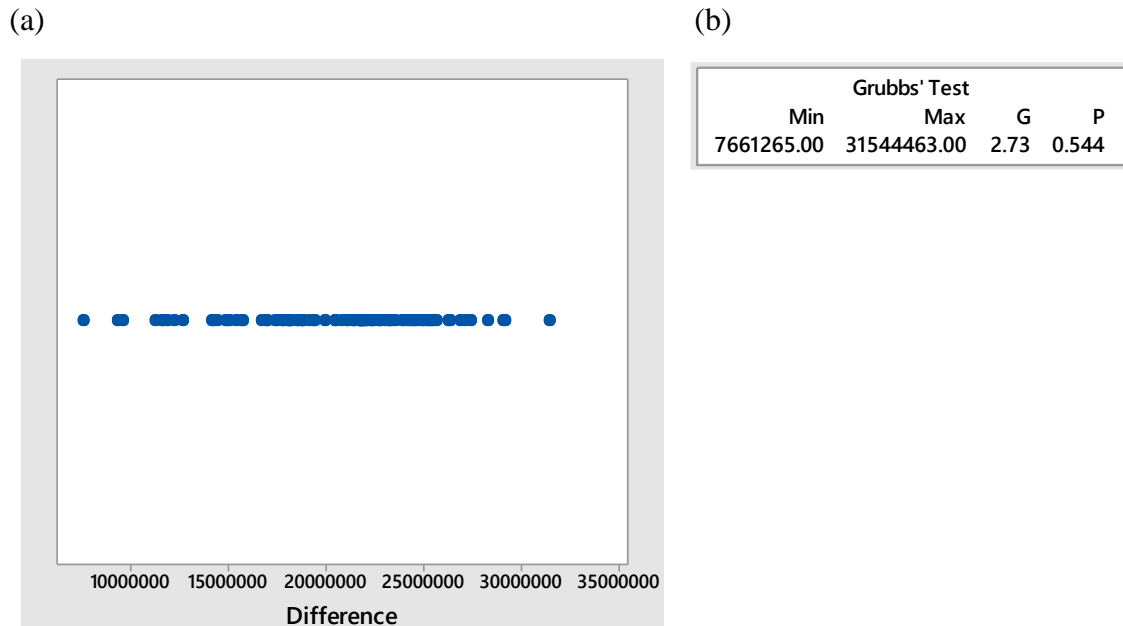 (a)
(b)
Grubbs' Test
Min Max G P
7661265.00 31544463.00 2.73 0.544
10000000 15000000 20000000 25000000 30000000 35000000
Difference